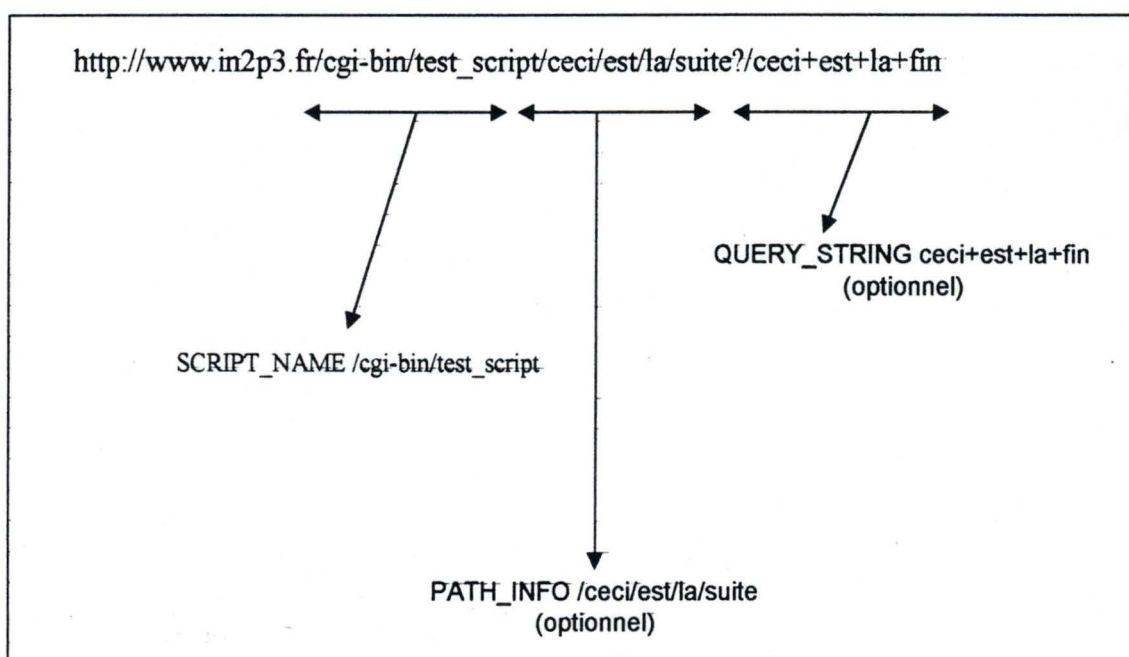 http://www.in2p3.fr/cgi-bin/test_script/ceci/est/la/suite?/ceci+est+la+fin
QUERY_STRING ceci+est+la+fin
(optionnel)
SCRIPT_NAME /cgi-bin/test_script
PATH_INFO /ceci/est/la/suite
(optionnel)